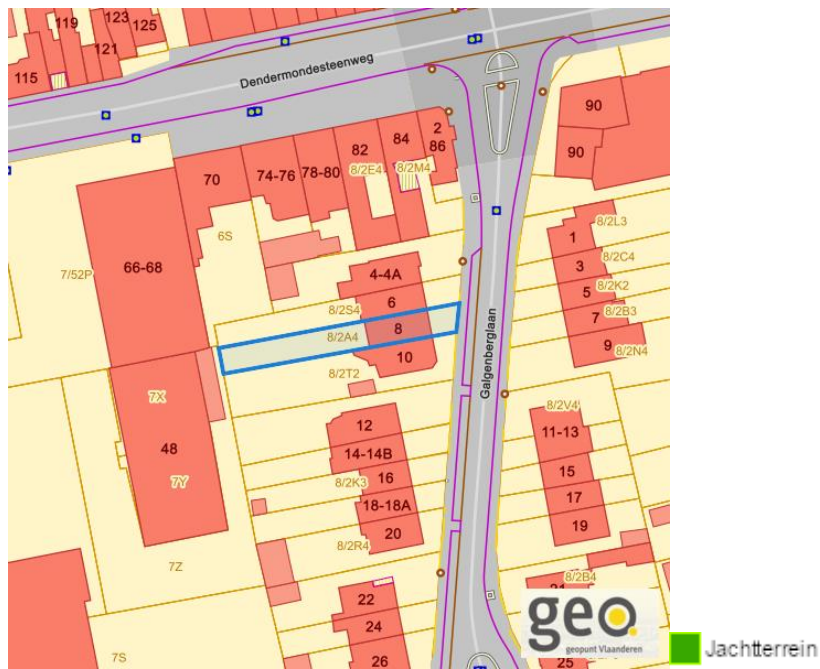 119
123
125
121
115
Dendermondesteenweg
2
90
84
86
82
8/2E4
8/2M4
90
70
74-76
78-80
8/2L3
6S
1
66-68
7/52P
4-4A
3
8/2C4
6
5
8/2K2
8/2S4
7
8/2B3
8/2A4
8
9
8/2N4
10
Galgenberglaan
8/2T2
7X
8/2V4
12
11-13
48
14-14B
7Y
8/2K3
16
15
18-18A
17
20
19
8/2R4
7Z
8/2B4
22
24
geo
geopunt Vlaanderen
7S
26
25
Jachtterrein